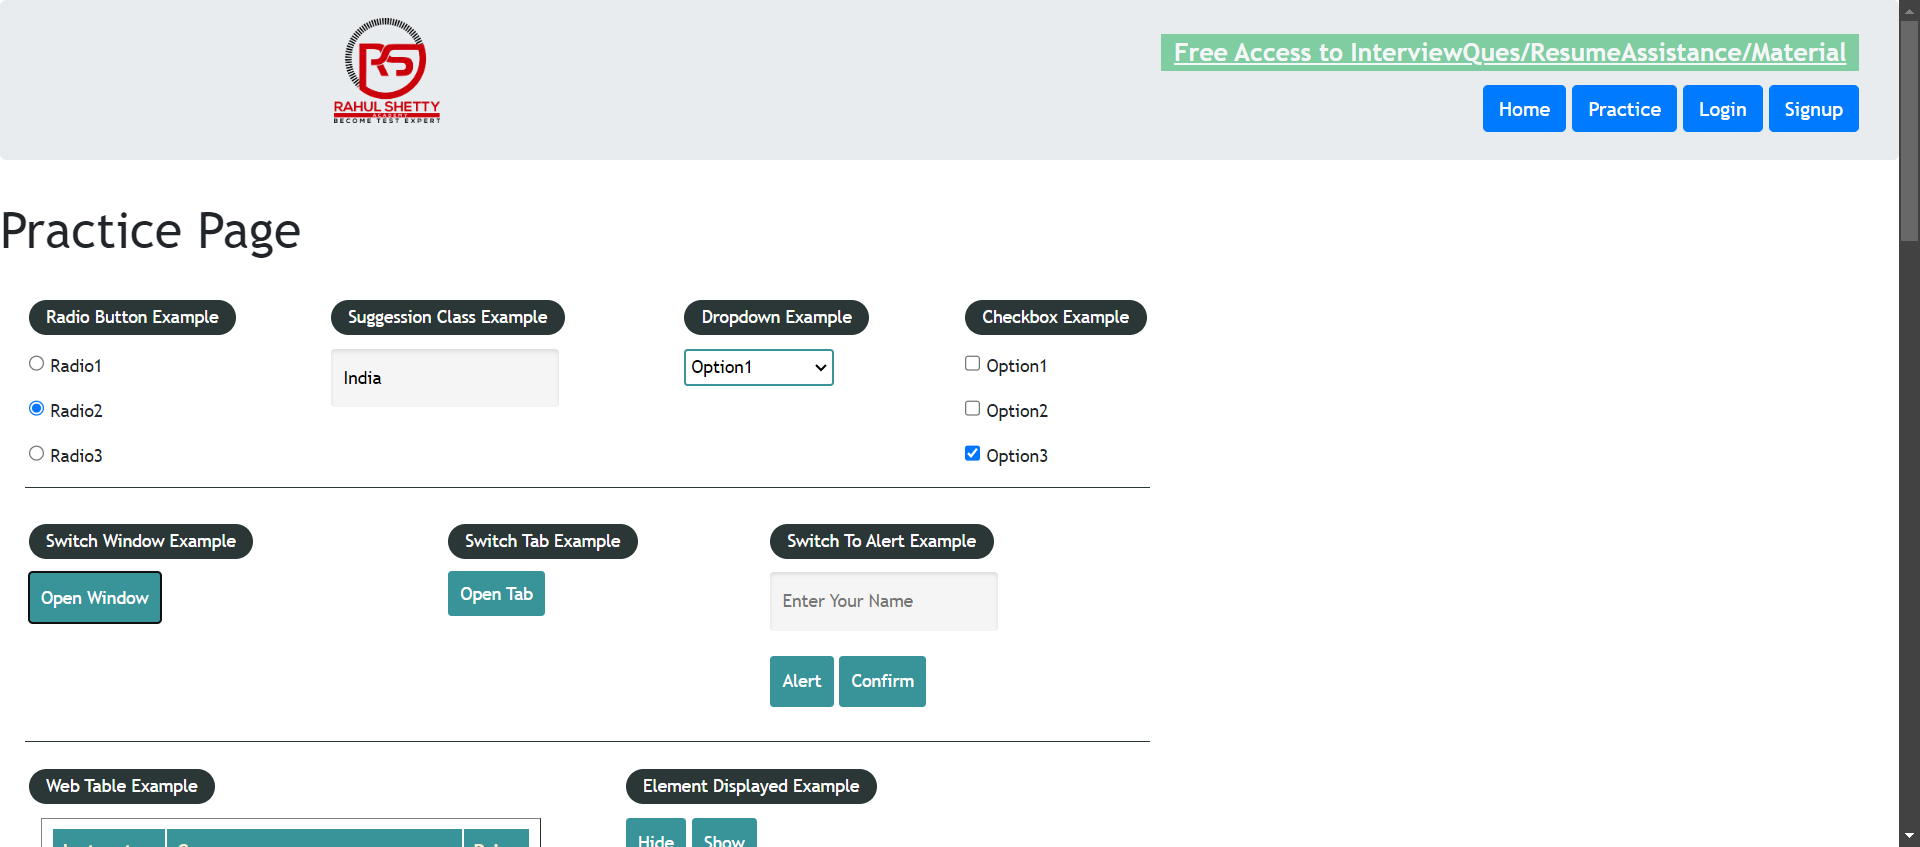 RAHUL SHETTY
ACADEMY
BECOME TEST EXPERT
Free Access to InterviewQues/ResumeAssistance/Material
Home Practice Login Signup
Practice Page
Radio Button Example
Radio1
Radio2
Radio3
Suggession Class Example
India
Dropdown Example
Option1
Checkbox Example
Option1
Option2
Option3
Switch Window Example
Open Window
Switch Tab Example
Open Tab
Switch To Alert Example
Enter Your Name
Alert Confirm
Web Table Example
Element Displayed Example
Hide Show